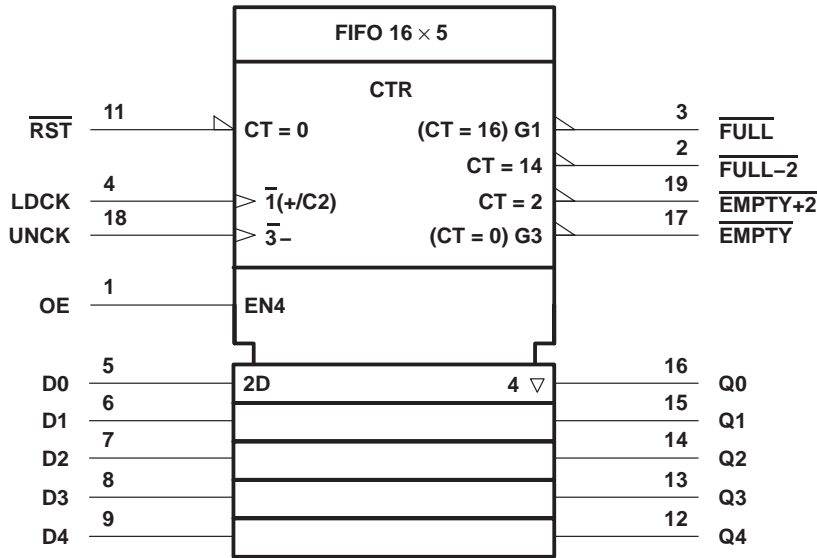 FIFO 16 × 5
CTR
RST 11 CT = 0 (CT = 16) G1 3 FULL
CT = 14 2 FULL–2
LDCK 4 1(+/C2) CT = 2 19 EMPTY+2
UNCK 18 3 – (CT = 0) G3 17 EMPTY
OE 1 EN4
D0 5 2D 4 ▽ 16 Q0
D1 6 15 Q1
D2 7 14 Q2
D3 8 13 Q3
D4 9 12 Q4